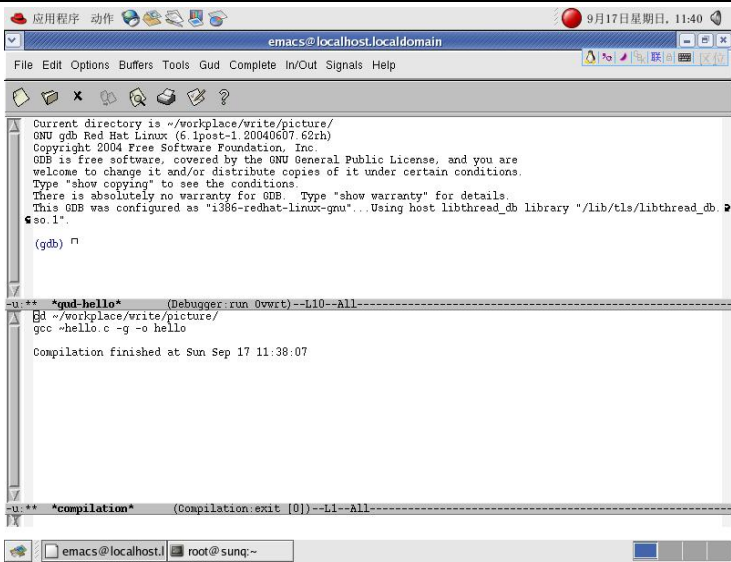 应用程序 动作
9月17日星期日, 11:40
emacs@localhost.localdomain
File Edit Options Buffers Tools Gud Complete In/Out Signals Help
Current directory is ~/workplace/write/picture/
GNU gdb Red Hat Linux (6.1post-1.20040607.62rh)
Copyright 2004 Free Software Foundation, Inc.
GDB is free software, covered by the GNU General Public License, and you are
welcome to change it and/or distribute copies of it under certain conditions.
Type "show copying" to see the conditions.
There is absolutely no warranty for GDB.  Type "show warranty" for details.
This GDB was configured as "i386-redhat-linux-gnu"...Using host libthread_db library "/lib/tls/libthread_db.
so.1".
(gdb)
-u:**  *gud-hello*      (Debugger:run Ovwrt)--L10--All
cd ~/workplace/write/picture/
gcc ~hello.c -g -o hello
Compilation finished at Sun Sep 17 11:38:07
-u:**  *compilation*     (Compilation:exit [0])--L1--All
emacs@localhost.l root@sunq:~